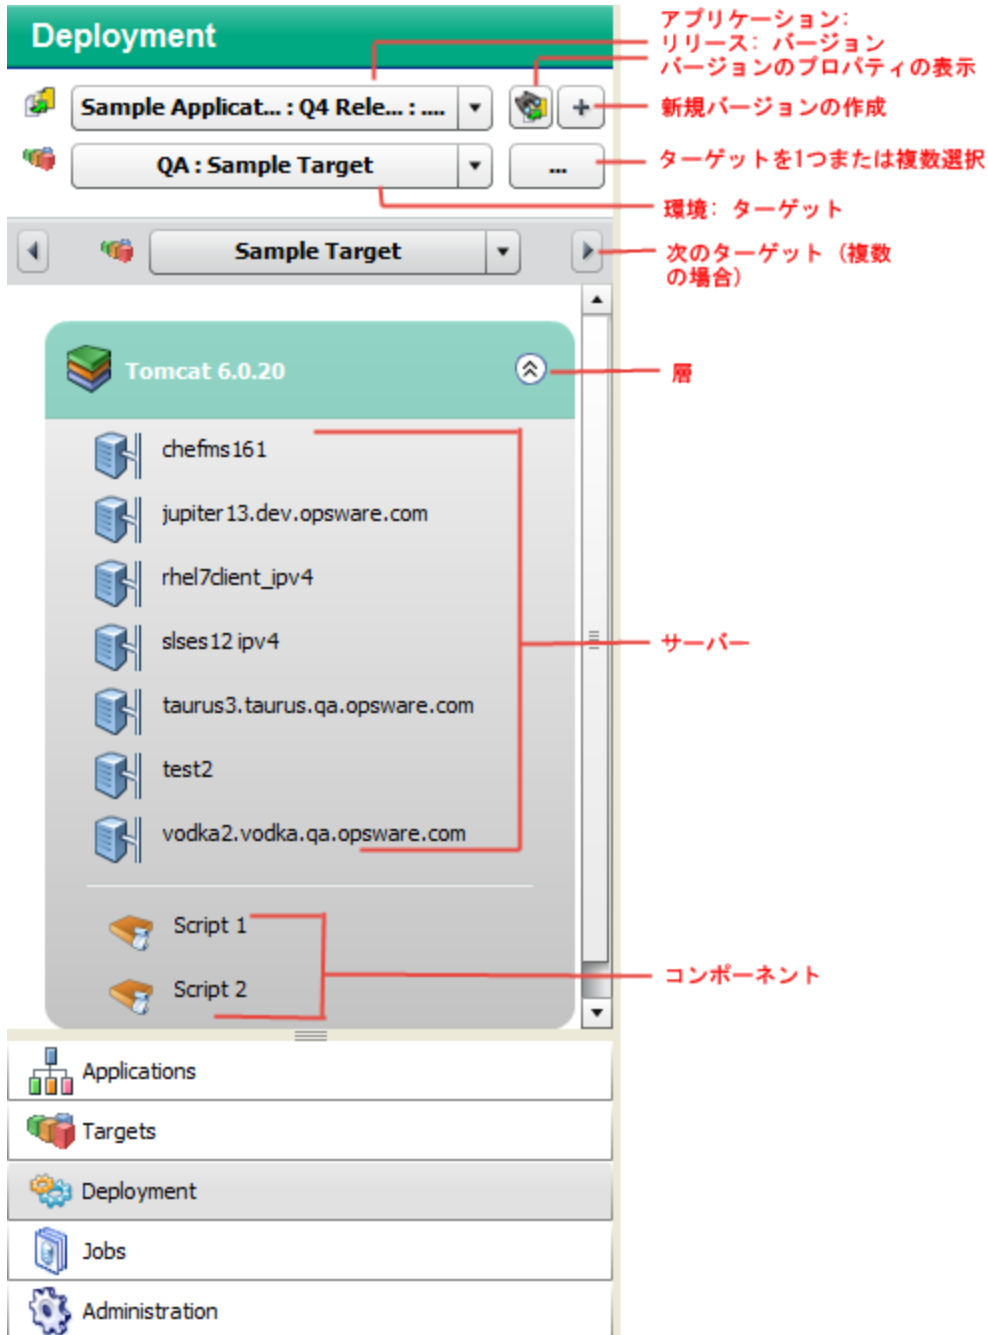 Deployment
アプリケーション:
リリース: バージョン
バージョンのプロパティの表示
Sample Applicat... : Q4 Rele... : ....
+
新規バージョンの作成
QA : Sample Target
...
ターゲットを1つまたは複数選択
環境: ターゲット
Sample Target
次のターゲット (複数
の場合)
Tomcat 6.0.20
層
chefms161
jupiter13.dev.opsware.com
rhel7client_ipv4
slses12 ipv4
サーバー
taurus3.taurus.qa.opsware.com
test2
vodka2.vodka.qa.opsware.com
Script 1
コンポーネント
Script 2
Applications
Targets
Deployment
Jobs
Administration